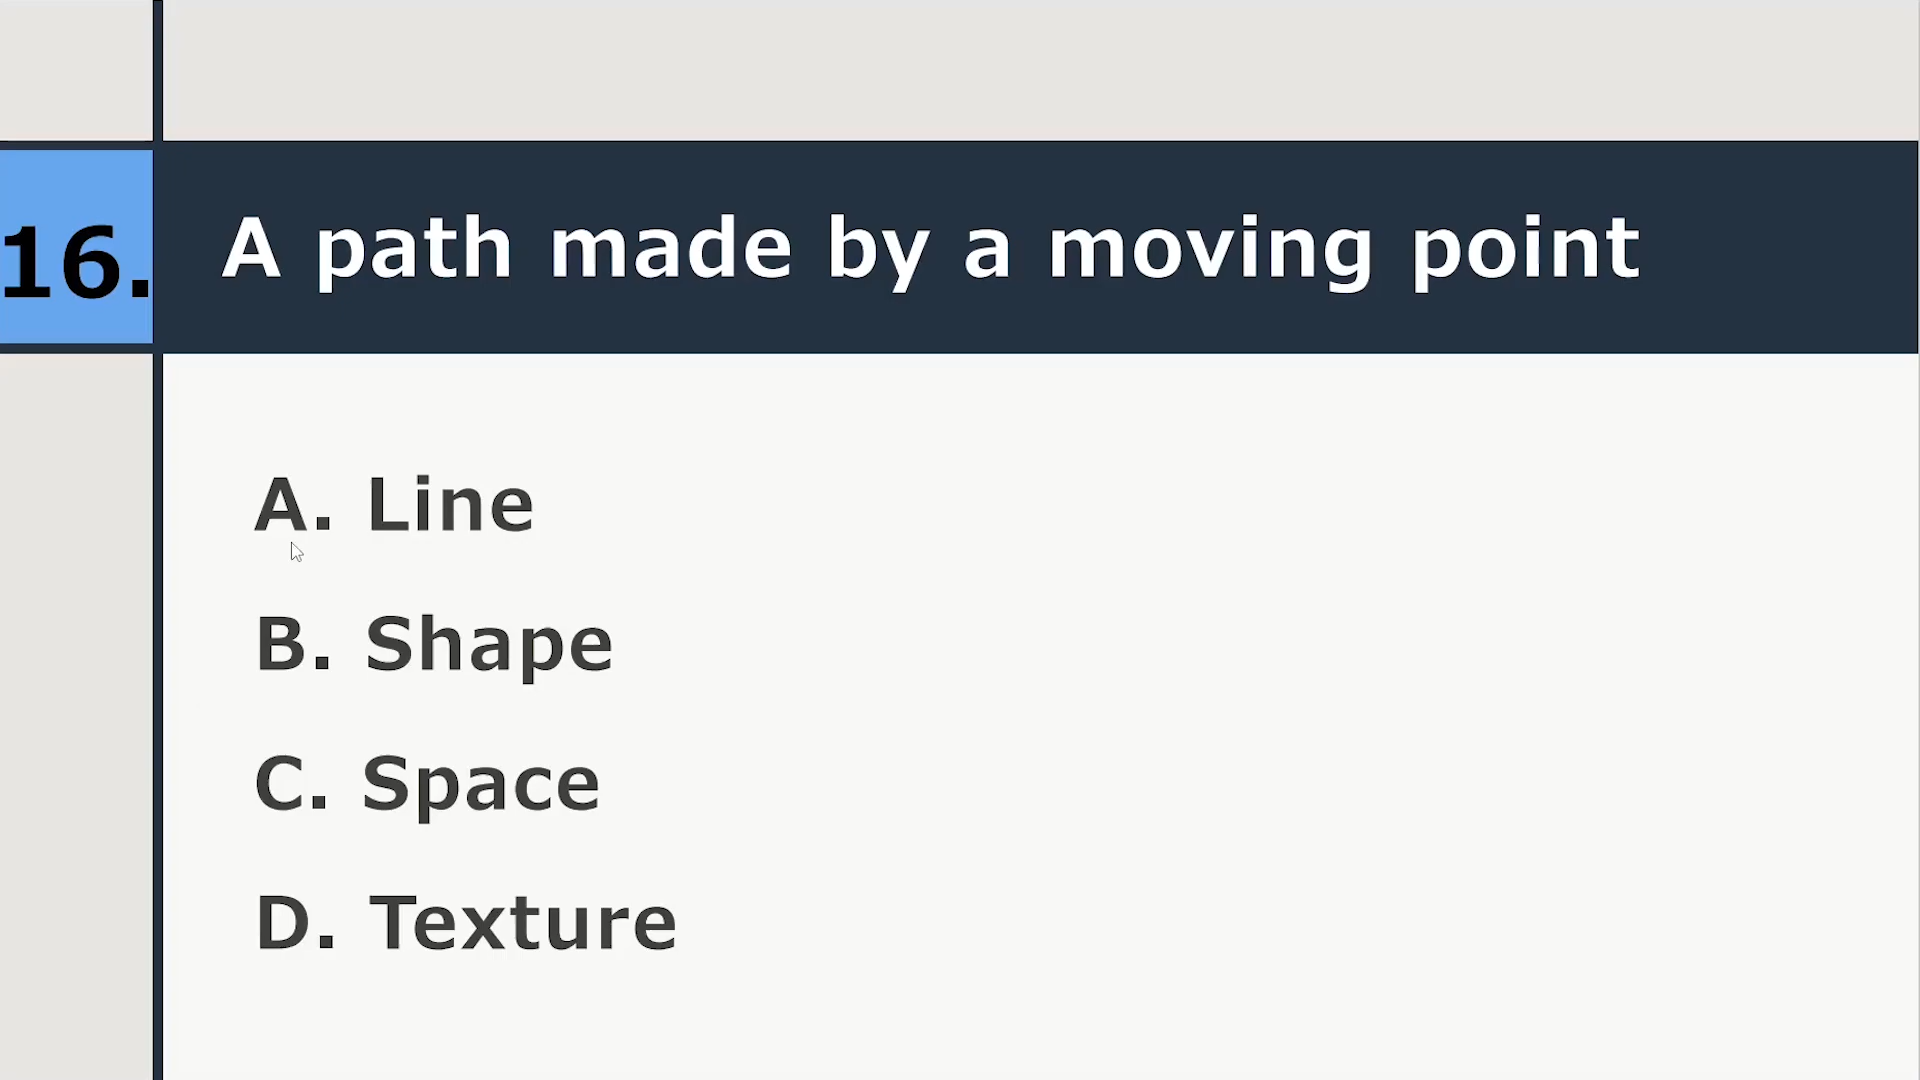 16.
A path made by a moving point
A. Line
B. Shape
C. Space
D. Texture